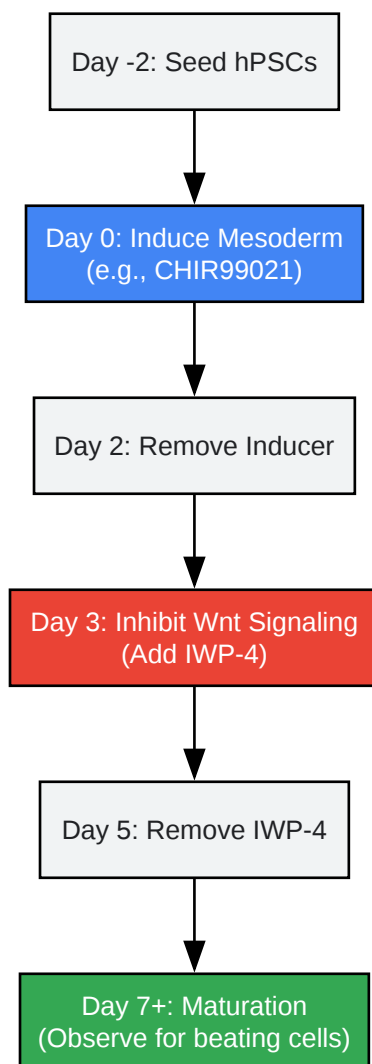 Day -2: Seed hPSCs
Day 0: Induce Mesoderm
(e.g., CHIR99021)
Day 2: Remove Inducer
Day 3: Inhibit Wnt Signaling
(Add IWP-4)
Day 5: Remove IWP-4
Day 7+: Maturation
(Observe for beating cells)